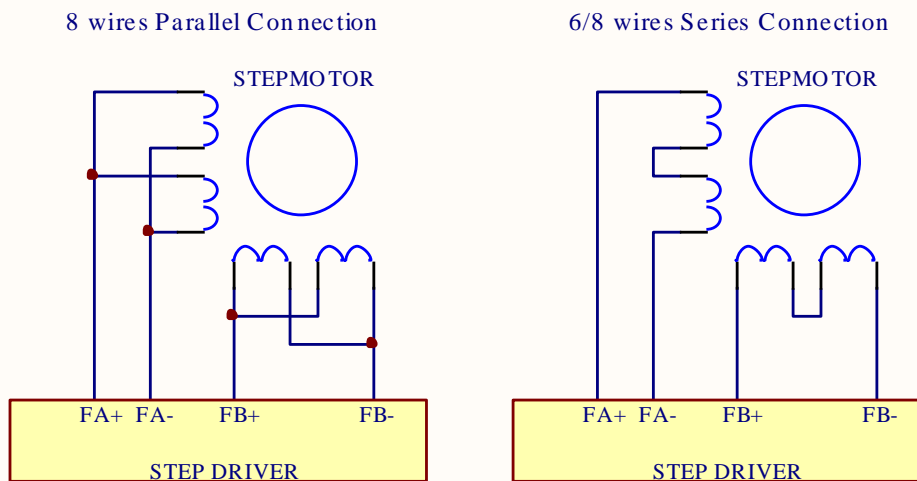 8 wires Parallel Connection
STEPMOTOR
FA+ FA- FB+ FB-
STEP DRIVER
6/8 wires Series Connection
STEPMOTOR
FA+ FA- FB+ FB-
STEP DRIVER